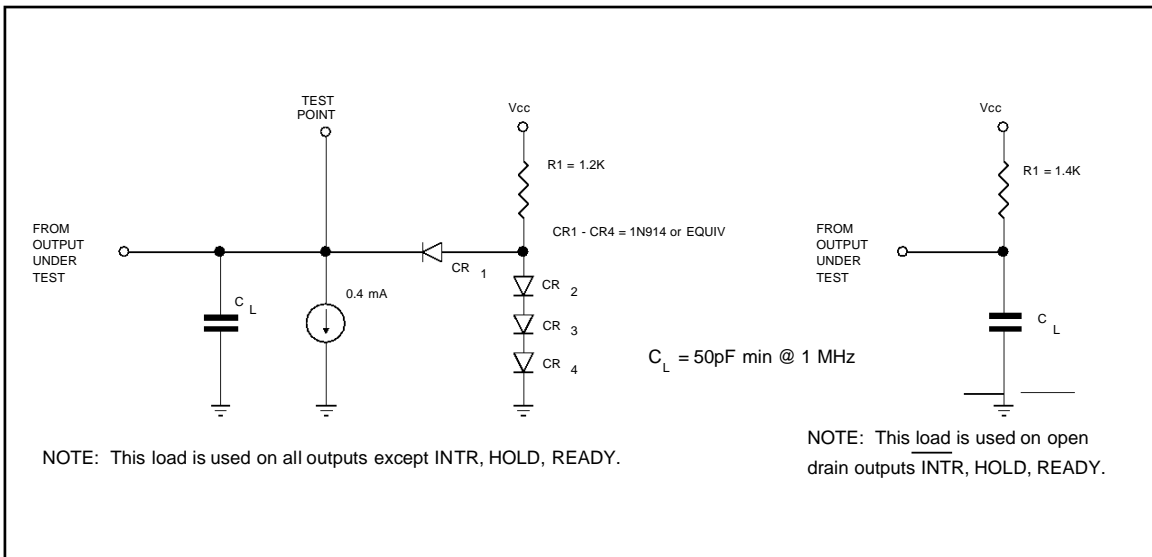 TEST
POINT
Vcc
R1 = 1.2K
FROM
OUTPUT
UNDER
TEST
CR1 - CR4 = 1N914 or EQUIV
CR 1
C L
0.4 mA
CR 2
CR 3
CR 4
C L = 50pF min @ 1 MHz
NOTE: This load is used on all outputs except INTR, HOLD, READY.
Vcc
R1 = 1.4K
FROM
OUTPUT
UNDER
TEST
C L
NOTE: This load is used on open
drain outputs INTR, HOLD, READY.